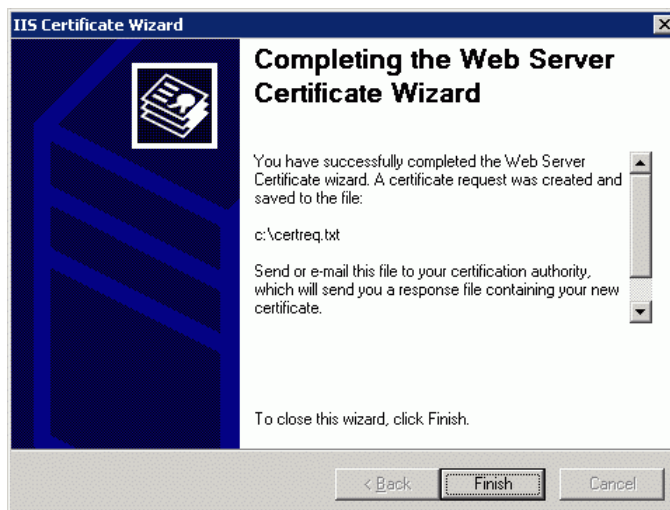 IIS Certificate Wizard
Completing the Web Server
Certificate Wizard
You have successfully completed the Web Server
Certificate wizard. A certificate request was created and
saved to the file:
c:\certreq.txt
Send or e-mail this file to your certification authority,
which will send you a response file containing your new
certificate.
To close this wizard, click Finish.
< Back
Finish
Cancel